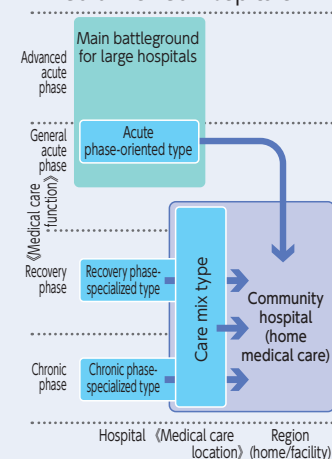 Main battleground
for large hospitals
Advanced
acute
phase
General
acute
phase
Acute
phase-oriented type
《Medical care
function》
Recovery
phase
Recovery phase-
specialized type
Care mix type
Community
hospital
(home
medical care)
Chronic
phase
Chronic phase-
specialized type
Hospital 《Medical care
location》
Region
(home/facility)